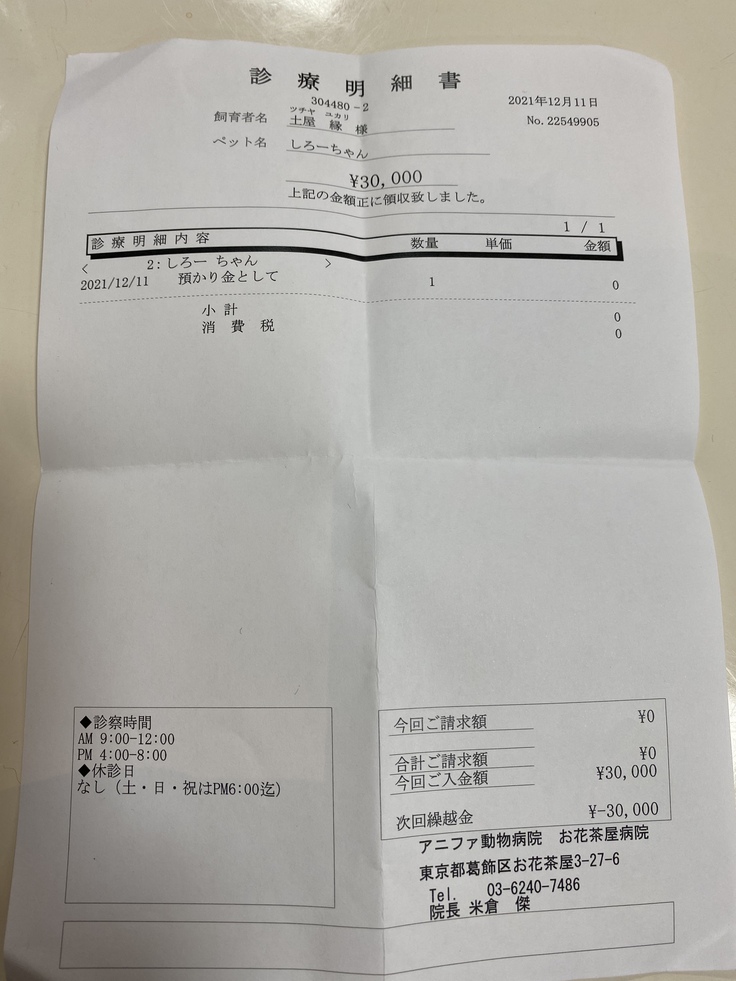 診療明細書
304480-2
2021年12月11日
ツチヤ ユカリ
飼育者名 土屋 縁 様
No. 22549905
ペット名 しろーちゃん
¥30,000
上記の金額正に領収致しました。
1 / 1
診療明細内容 数量 単価 金額
< 2:しろー ちゃん >
2021/12/11 預かり金として 1 0
小計 0
消費税 0
◆診察時間
AM 9:00-12:00
PM 4:00-8:00
◆休診日
なし（土・日・祝はPM6:00迄）
今回ご請求額 ¥0
合計ご請求額 ¥0
今回ご入金額 ¥30,000
次回繰越金 ¥-30,000
アニファ動物病院 お花茶屋病院
東京都葛飾区お花茶屋3-27-6
Tel. 03-6240-7486
院長 米倉 傑